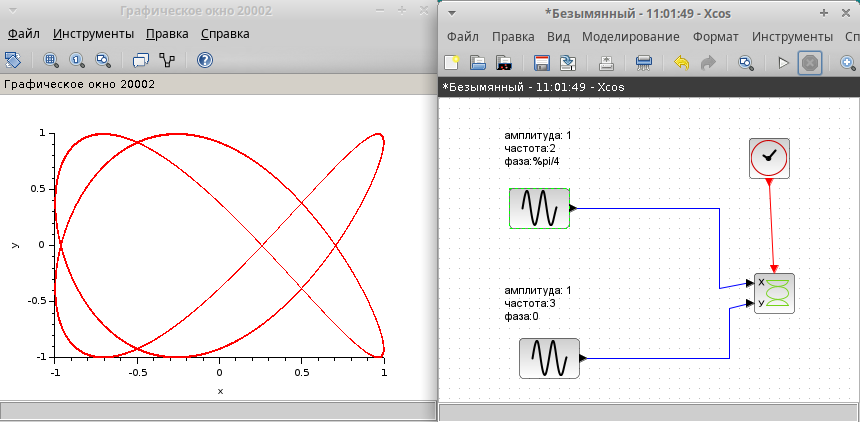 Графическое окно 20002
Файл Инструменты Правка Справка
Графическое окно 20002
y
1
0.5
0
-0.5
-1
-1 -0.5 0 0.5 1
x
*Безымянный - 11:01:49 - Xcos
Файл Правка Вид Моделирование Формат Инструменты Сп
*Безымянный - 11:01:49 - Xcos
амплитуда: 1
частота:2
фаза:%pi/4
амплитуда: 1
частота:3
фаза:0
X
У